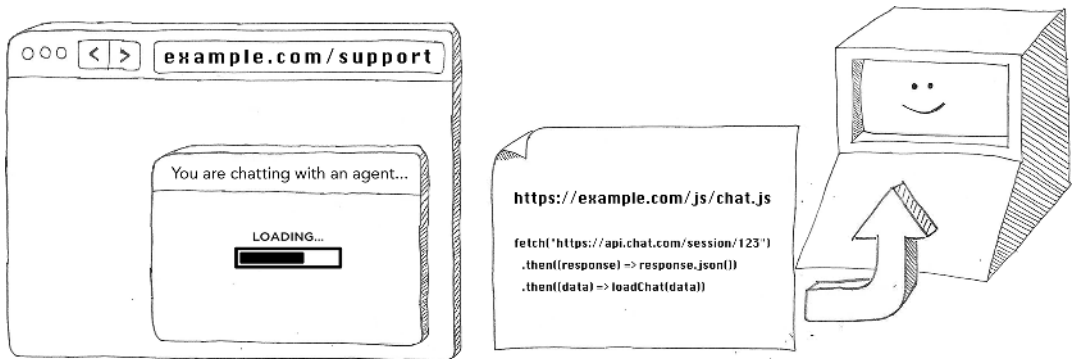 example.com/support
You are chatting with an agent...
LOADING...
https://example.com/js/chat.js
fetch("https://api.chat.com/session/123")
.then((response) => response.json())
.then((data) => loadChat(data))